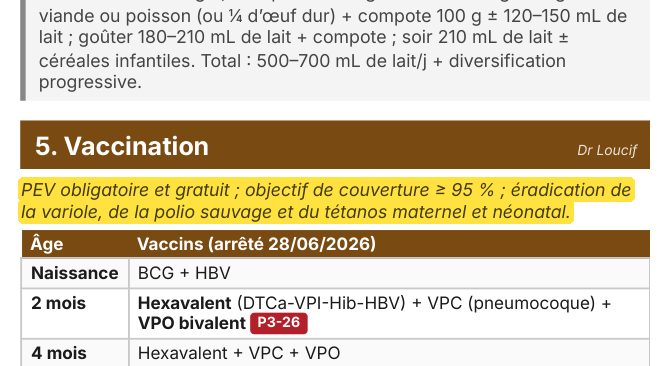 viande ou poisson (ou ¼ d’œuf dur) + compote 100 g ± 120–150 mL de
lait ; goûter 180–210 mL de lait + compote ; soir 210 mL de lait ±
céréales infantiles. Total : 500–700 mL de lait/j + diversification
progressive.
5. Vaccination
Dr Loucif
PEV obligatoire et gratuit ; objectif de couverture ≥ 95 % ; éradication de
la variole, de la polio sauvage et du tétanos maternel et néonatal.
Âge Vaccins (arrêté 28/06/2026)
Naissance BCG + HBV
2 mois Hexavalent (DTCa-VPI-Hib-HBV) + VPC (pneumocoque) +
VPO bivalent P3-26
4 mois Hexavalent + VPC + VPO